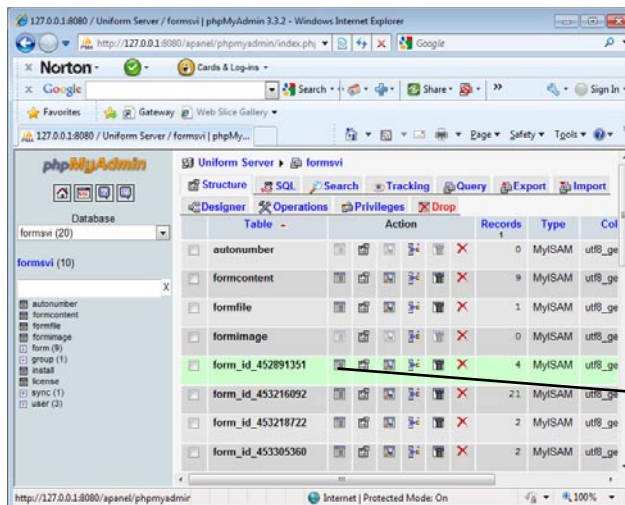 127.0.0.1:8080 / Uniform Server / formsvi | phpMyAdmin 3.3.2 - Windows Internet Explorer
http://127.0.0.1:8080/apanel/phpmyadmin/index.php
Google
x Norton - Cards & Log-ins -
x Google Search Share >> Sign In
Favorites Gateway Web Slice Gallery
127.0.0.1:8080 / Uniform Server / formsvi | phpMy... Page Safety Tools
phpMyAdmin
Database
formsvi (20)
formsvi (10)
X
autonumber
formcontent
formfile
formimage
form (9)
group (1)
install
license
sync (1)
user (3)
Uniform Server formsvi
Structure SQL Search Tracking Query Export Import
Designer Operations Privileges Drop
Table Action Records 1 Type Col
autonumber 0 MyISAM utf8_ge
formcontent 9 MyISAM utf8_ge
formfile 1 MyISAM utf8_ge
formimage 0 MyISAM utf8_ge
form_id_452891351 4 MyISAM utf8_ge
form_id_453216092 21 MyISAM utf8_ge
form_id_453218722 2 MyISAM utf8_ge
form_id_453305360 2 MyISAM utf8_ge
http://127.0.0.1:8080/apanel/phpmyadmir Internet | Protected Mode: On 100%